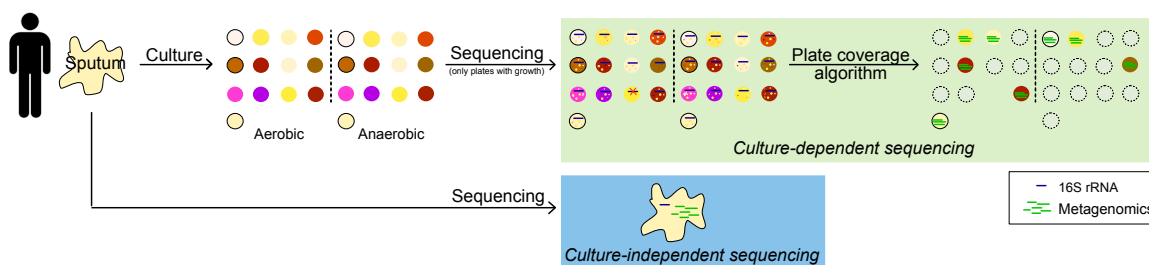 Sputum
Culture
Aerobic
Anaerobic
Sequencing
(only plates with growth)
Plate coverage
algorithm
Culture-dependent sequencing
Sequencing
Culture-independent sequencing
16S rRNA
Metagenomics